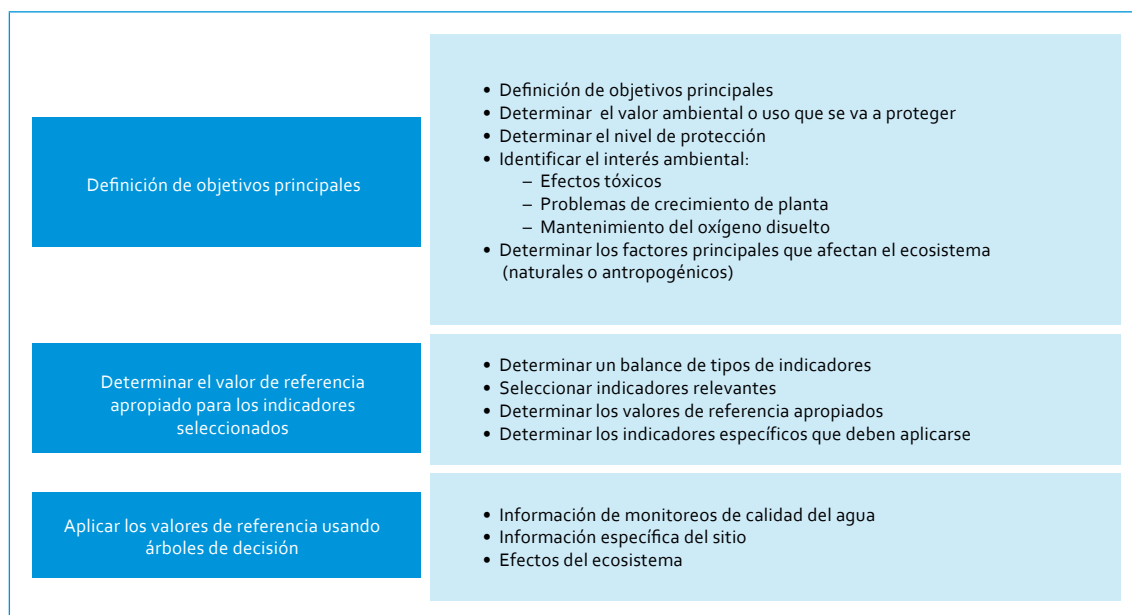 Definición de objetivos principales
• Definición de objetivos principales
• Determinar el valor ambiental o uso que se va a proteger
• Determinar el nivel de protección
• Identificar el interés ambiental:
– Efectos tóxicos
– Problemas de crecimiento de planta
– Mantenimiento del oxígeno disuelto
• Determinar los factores principales que afectan el ecosistema
(naturales o antropogénicos)
Determinar el valor de referencia
apropiado para los indicadores
seleccionados
• Determinar un balance de tipos de indicadores
• Seleccionar indicadores relevantes
• Determinar los valores de referencia apropiados
• Determinar los indicadores específicos que deben aplicarse
Aplicar los valores de referencia usando
árboles de decisión
• Información de monitoreos de calidad del agua
• Información específica del sitio
• Efectos del ecosistema